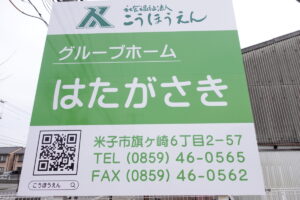 社会福祉法人
こうほうえん
グループホーム
はたがさき
米子市旗ヶ崎6丁目2-57
TEL (0859) 46-0565
FAX (0859) 46-0562
こうほうえん